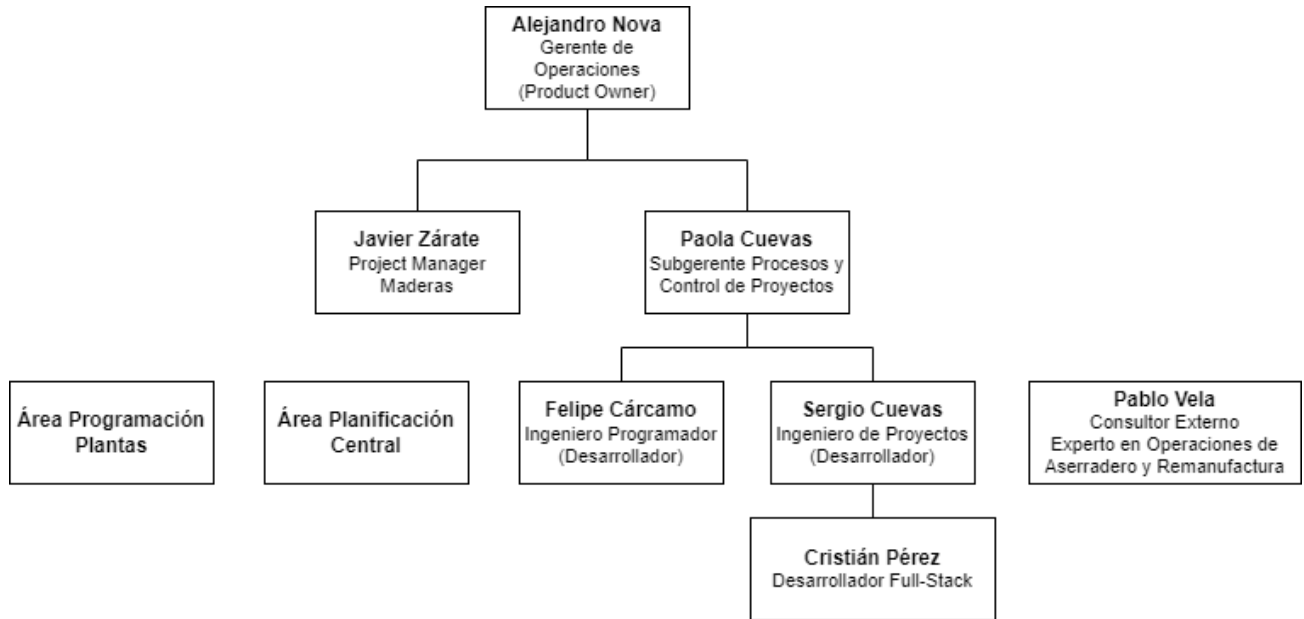 Alejandro Nova
Gerente de
Operaciones
(Product Owner)
Javier Zárate
Project Manager
Maderas
Paola Cuevas
Subgerente Procesos y
Control de Proyectos
Área Programación
Plantas
Área Planificación
Central
Felipe Cárcamo
Ingeniero Programador
(Desarrollador)
Sergio Cuevas
Ingeniero de Proyectos
(Desarrollador)
Pablo Vela
Consultor Externo
Experto en Operaciones de
Aserradero y Remanufactura
Cristián Pérez
Desarrollador Full-Stack